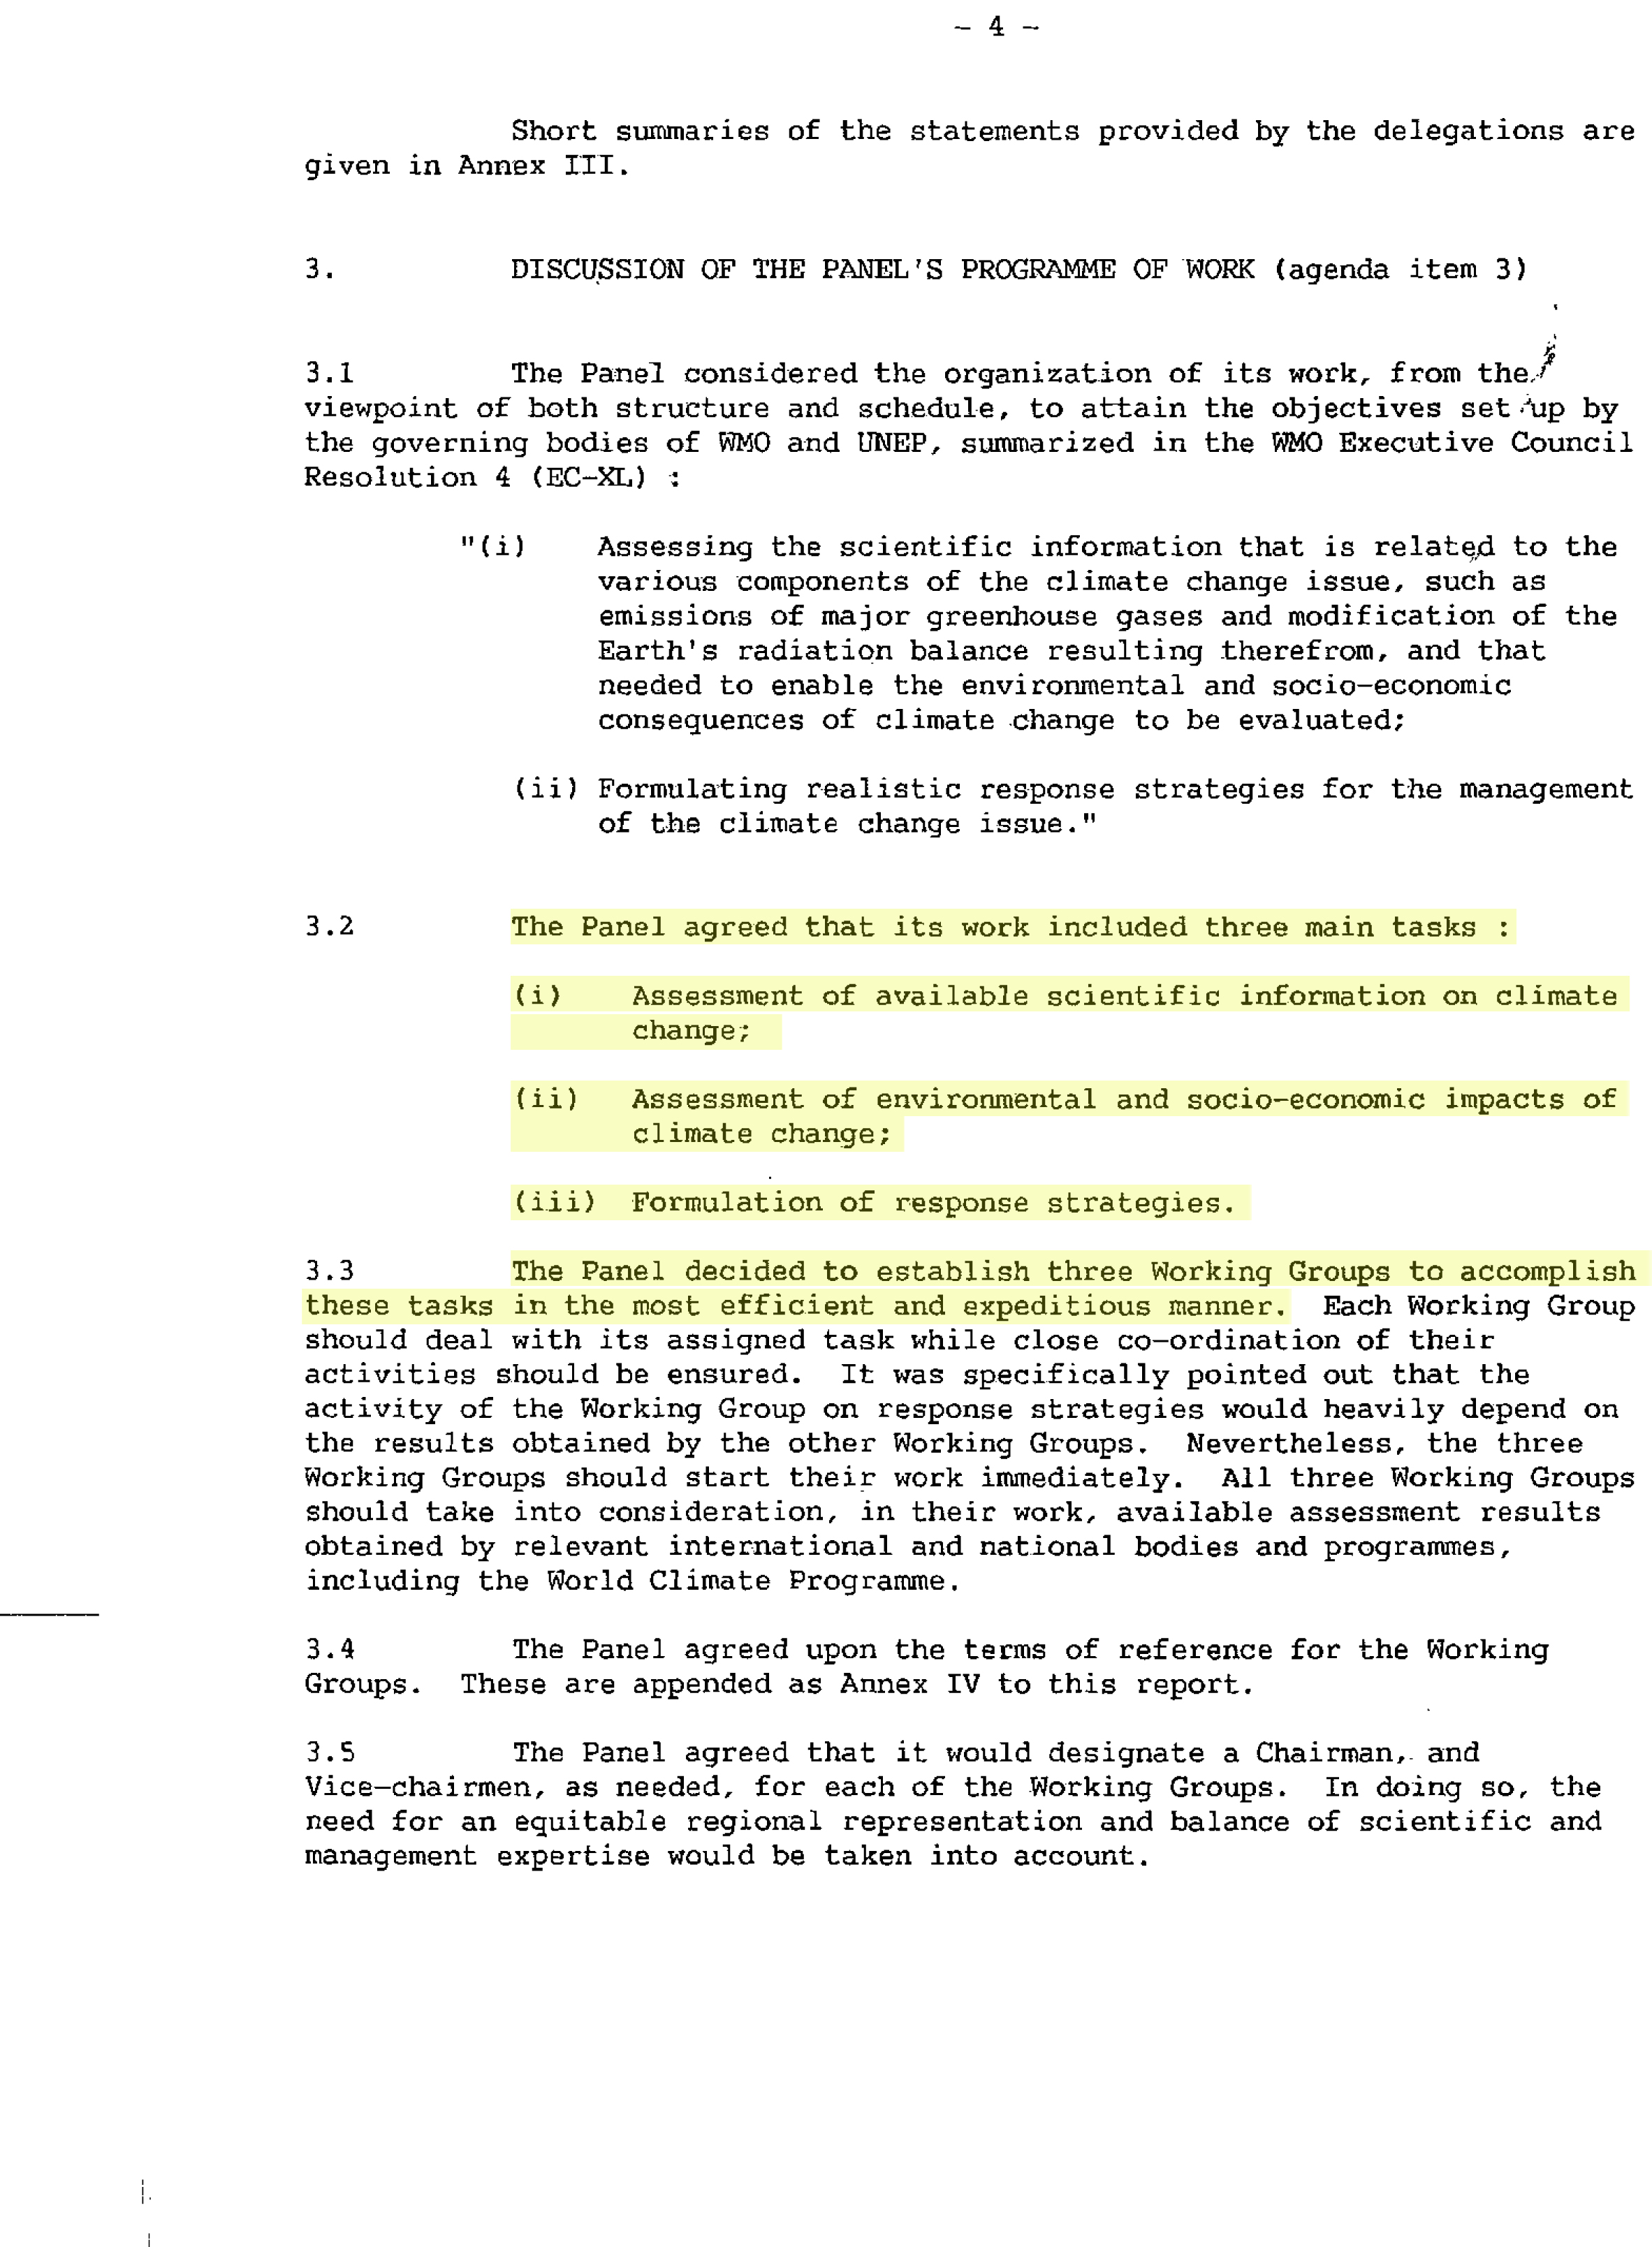 - 4 -
Short summaries of the statements provided by the delegations are
given in Annex III.
3. DISCUSSION OF THE PANEL'S PROGRAMME OF WORK (agenda item 3)
3.1 The Panel considered the organization of its work, from the
viewpoint of both structure and schedule, to attain the objectives set up by
the governing bodies of WMO and UNEP, summarized in the WMO Executive Council
Resolution 4 (EC-XL) :
"(i) Assessing the scientific information that is related to the
various components of the climate change issue, such as
emissions of major greenhouse gases and modification of the
Earth's radiation balance resulting therefrom, and that
needed to enable the environmental and socio-economic
consequences of climate change to be evaluated;
(ii) Formulating realistic response strategies for the management
of the climate change issue."
3.2 The Panel agreed that its work included three main tasks :
(i) Assessment of available scientific information on climate
change;
(ii) Assessment of environmental and socio-economic impacts of
climate change;
(iii) Formulation of response strategies.
3.3 The Panel decided to establish three Working Groups to accomplish
these tasks in the most efficient and expeditious manner. Each Working Group
should deal with its assigned task while close co-ordination of their
activities should be ensured. It was specifically pointed out that the
activity of the Working Group on response strategies would heavily depend on
the results obtained by the other Working Groups. Nevertheless, the three
Working Groups should start their work immediately. All three Working Groups
should take into consideration, in their work, available assessment results
obtained by relevant international and national bodies and programmes,
including the World Climate Programme.
3.4 The Panel agreed upon the terms of reference for the Working
Groups. These are appended as Annex IV to this report.
3.5 The Panel agreed that it would designate a Chairman, and
Vice-chairmen, as needed, for each of the Working Groups. In doing so, the
need for an equitable regional representation and balance of scientific and
management expertise would be taken into account.